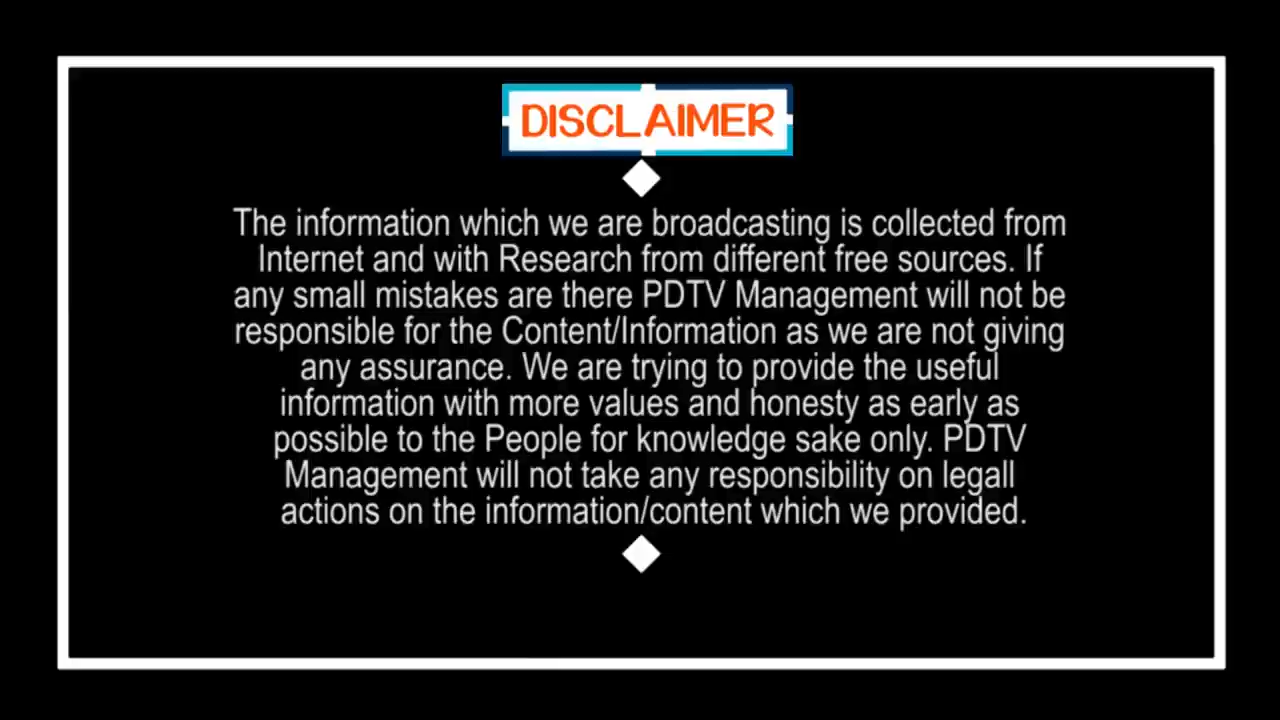 DISCLAIMER
The information which we are broadcasting is collected from
Internet and with Research from different free sources. If
any small mistakes are there PDTV Management will not be
responsible for the Content/Information as we are not giving
any assurance. We are trying to provide the useful
information with more values and honesty as early as
possible to the People for knowledge sake only. PDTV
Management will not take any responsibility on legall
actions on the information/content which we provided.